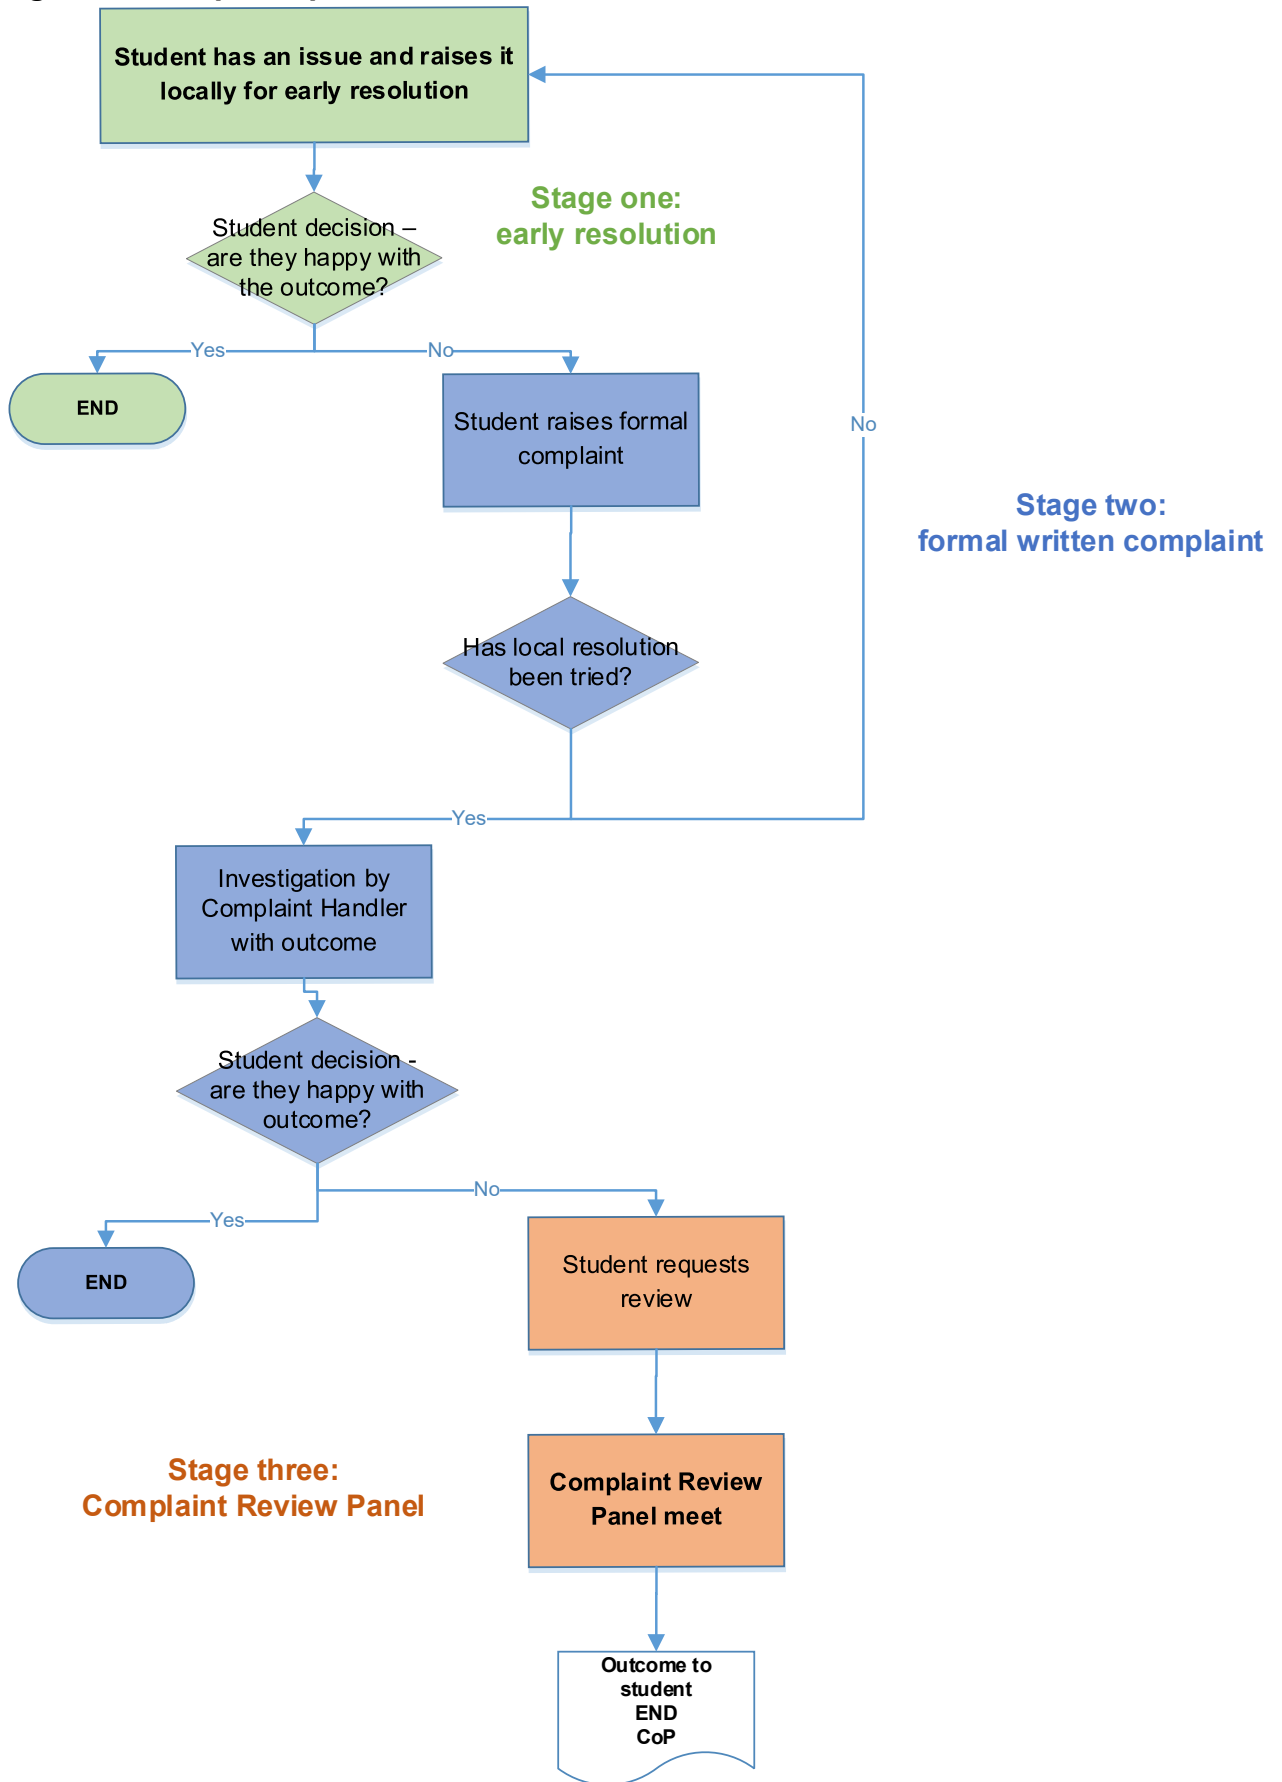 Student has an issue and raises it
locally for early resolution
Stage one:
early resolution
Student decision –
are they happy with
the outcome?
Yes
No
END
Student raises formal
complaint
No
Stage two:
formal written complaint
Has local resolution
been tried?
Yes
Investigation by
Complaint Handler
with outcome
Student decision -
are they happy with
outcome?
No
Yes
END
Student requests
review
Stage three:
Complaint Review Panel
Complaint Review
Panel meet
Outcome to
student
END
CoP